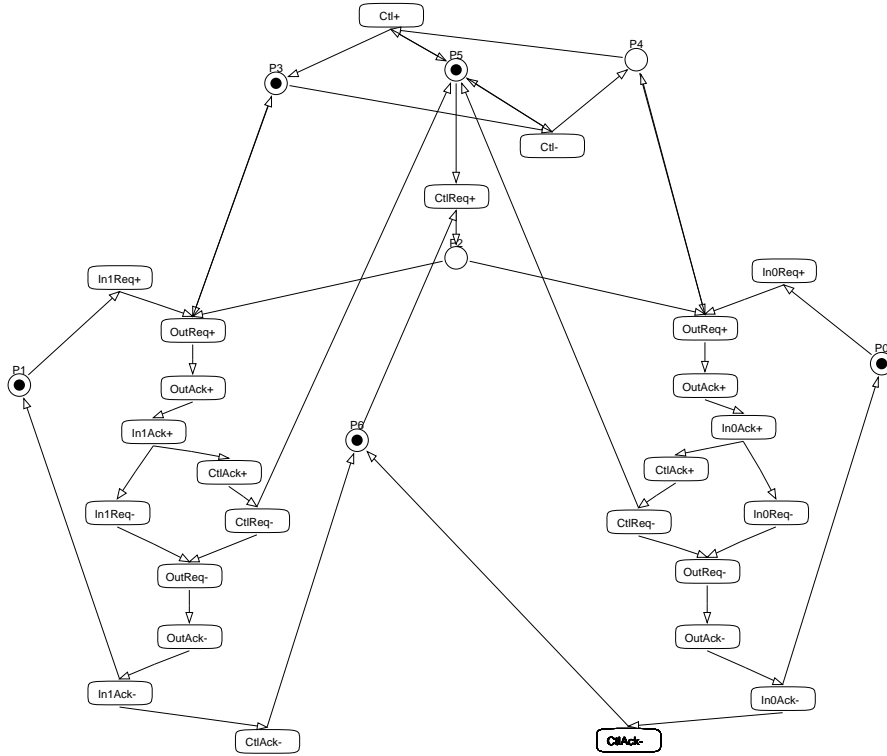 Ctl+
P5
P4
P3
Ctl-
CtlReq+
P2
In1Req+
In0Req+
OutReq+
OutReq+
P1
P0
OutAck+
OutAck+
In1Ack+
P6
In0Ack+
CtlAck+
CtlAck+
In1Req-
CtlReq-
CtlReq-
In0Req-
OutReq-
OutReq-
OutAck-
OutAck-
In1Ack-
In0Ack-
CtlAck-
CtlAck-